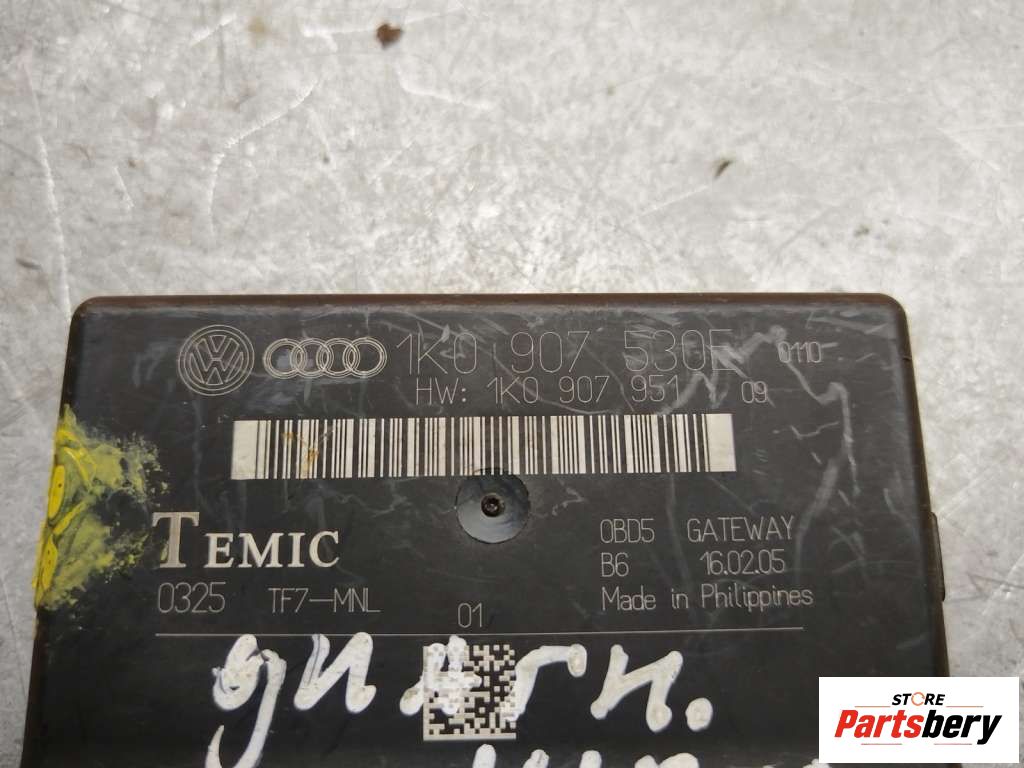 1K0 907 530E 0110
HW: 1K0 907 951 09
TEMIC
0325 TF7-MNL 01
OBD5 GATEWAY
B6 16.02.05
Made in Philippines
STORE
Partsbery